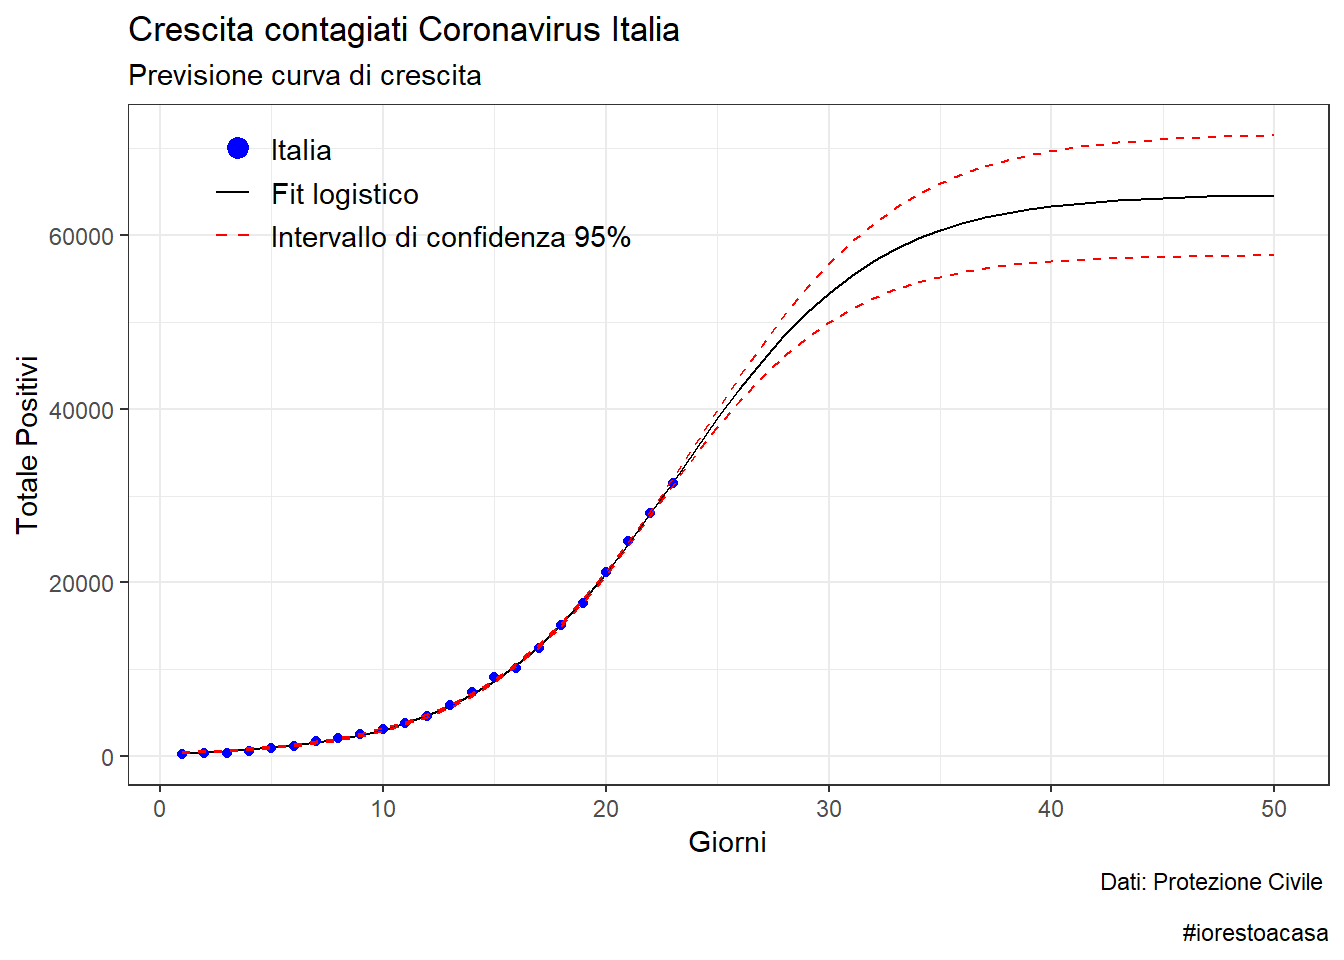 Crescita contagiati Coronavirus Italia
Previsione curva di crescita
Italia
Fit logistico
Intervallo di confidenza 95%
Totale Positivi
60000
40000
20000
0
0 10 20 30 40 50
Giorni
Dati: Protezione Civile
#iorestoacasa